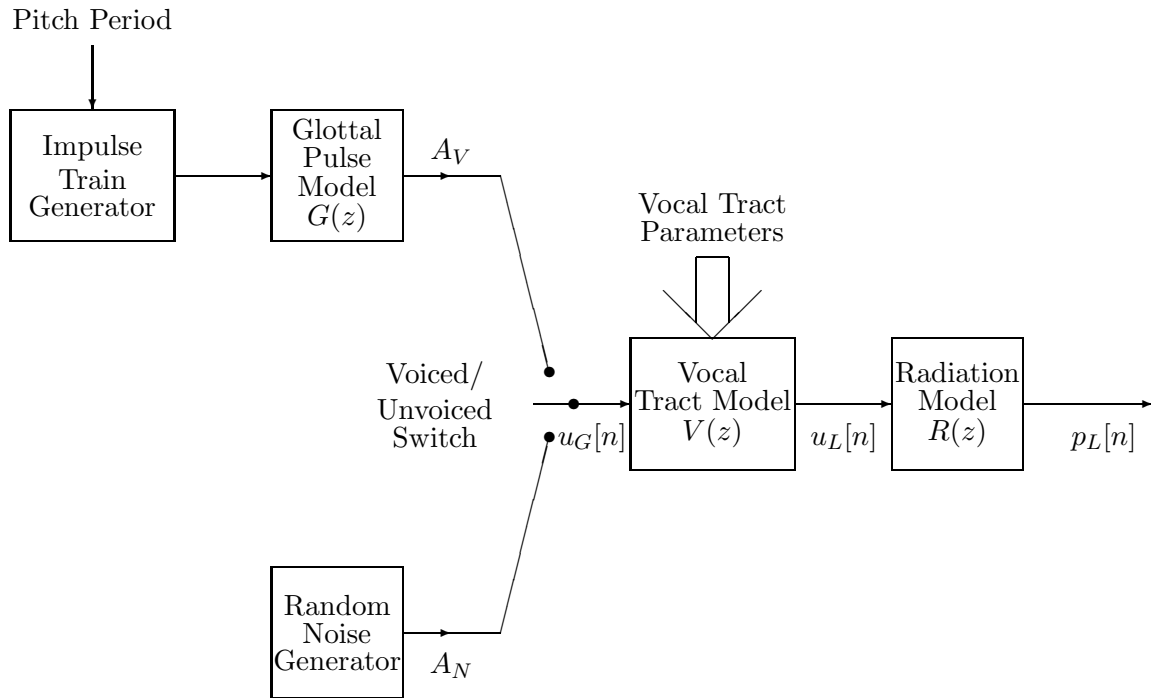 Pitch Period
Impulse
Train
Generator
Glottal
Pulse
Model
G(z)
A_V
Vocal Tract
Parameters
Voiced/
Unvoiced
Switch
u_G[n]
Vocal
Tract Model
V(z)
u_L[n]
Radiation
Model
R(z)
p_L[n]
Random
Noise
Generator
A_N